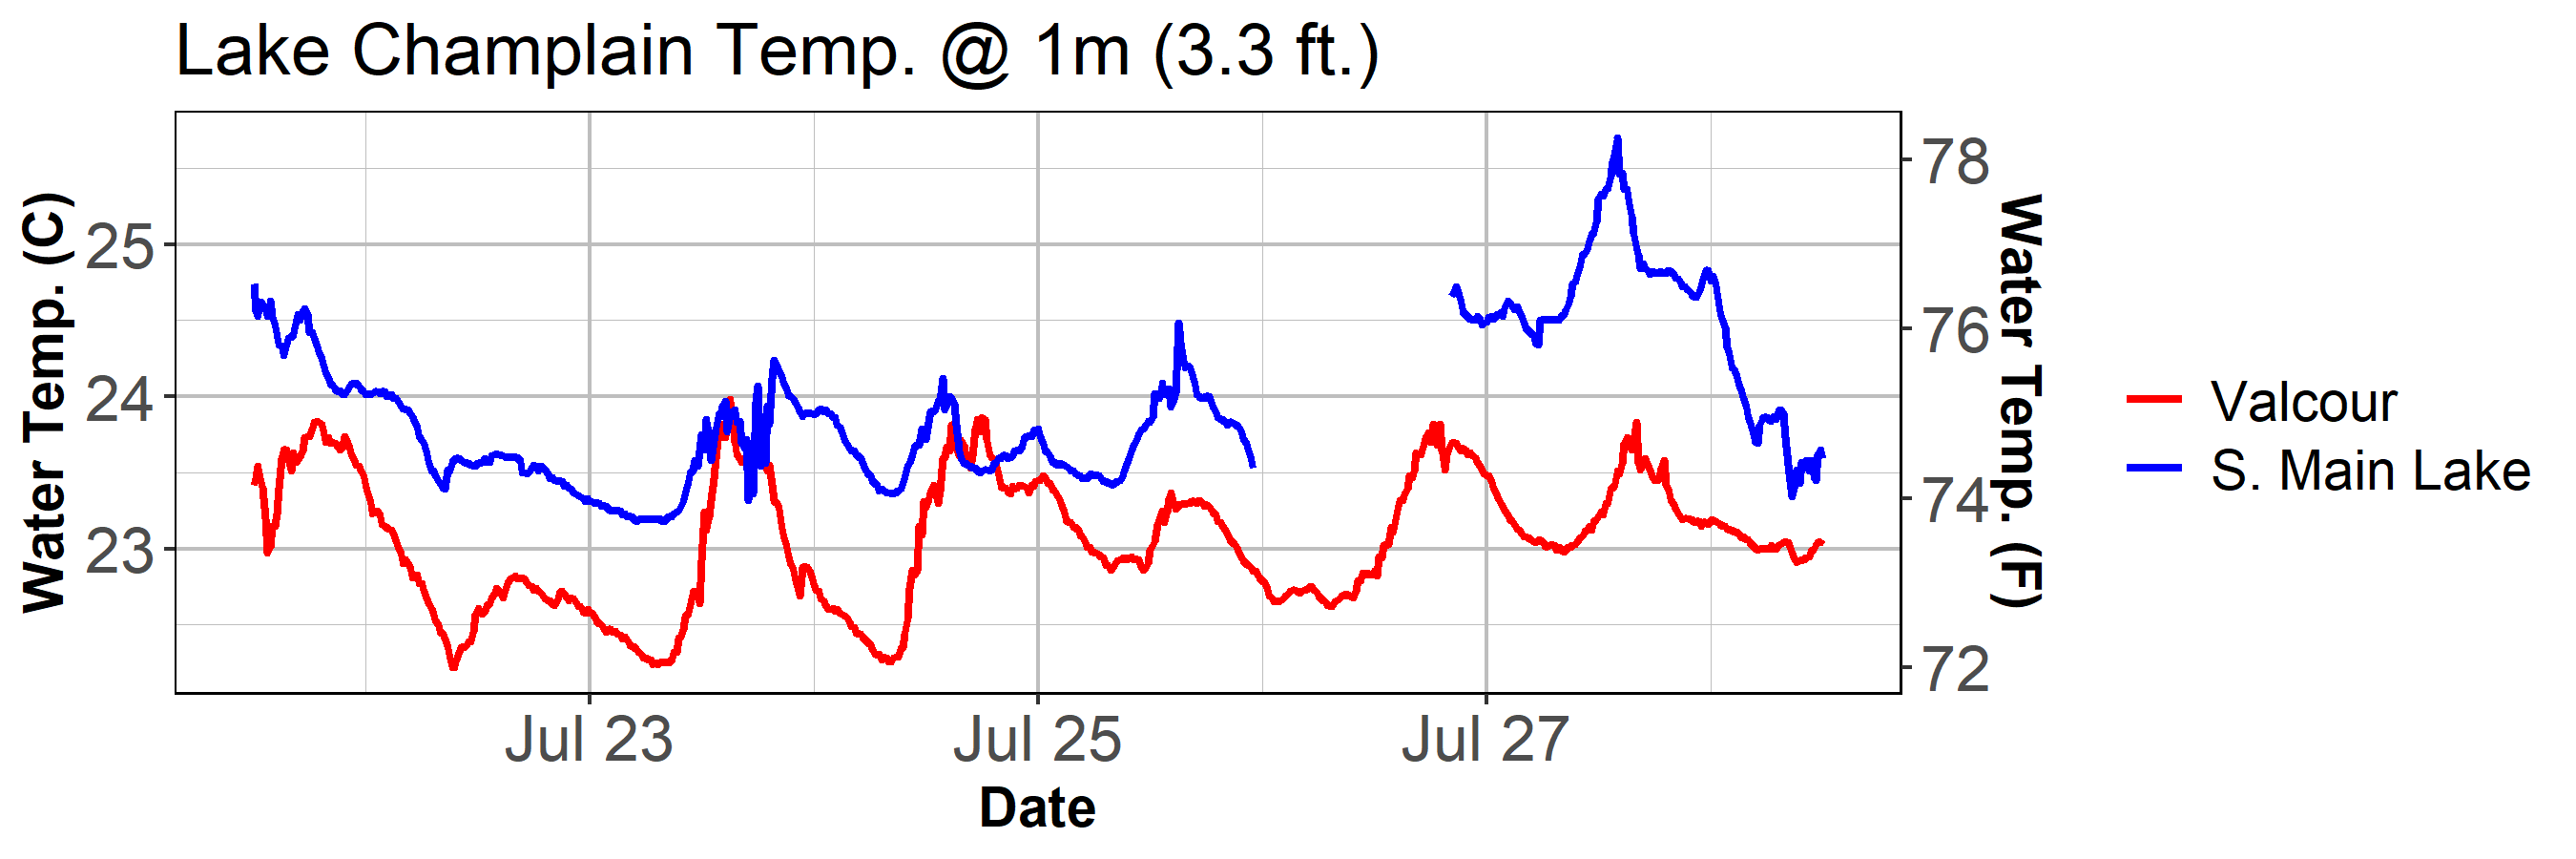 Lake Champlain Temp. @ 1m (3.3 ft.)
Water Temp. (C)
25
24
23
78
76
74
72
Water Temp. (F)
Jul 23
Jul 25
Jul 27
Date
Valcour
S. Main Lake